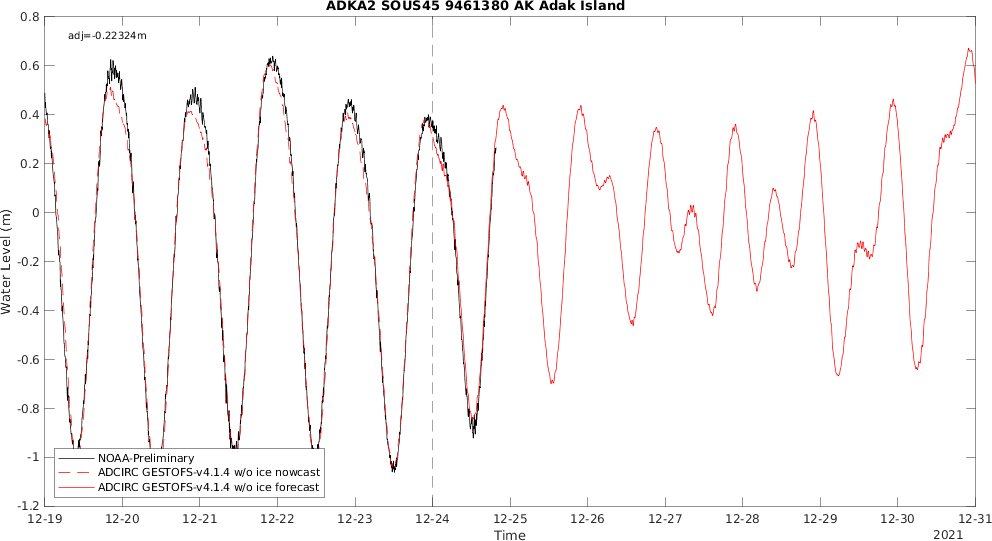 ADKA2 SOUS45 9461380 AK Adak Island
adj=-0.22324m
0.8
0.6
0.4
0.2
0
-0.2
-0.4
-0.6
-0.8
-1
-1.2
Water Level (m)
NOAA-Preliminary
ADCIRC GESTOFS-v4.1.4 w/o ice nowcast
ADCIRC GESTOFS-v4.1.4 w/o ice forecast
12-19 12-20 12-21 12-22 12-23 12-24 12-25 12-26 12-27 12-28 12-29 12-30 12-31
Time
2021